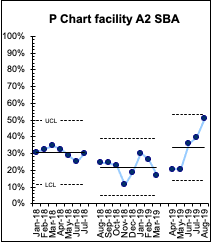 P Chart facility A2 SBA
100%
90%
80%
70%
60%
50%
40%
30%
20%
10%
0%
UCL
LCL
Jan-18
Feb-18
Mar-18
Apr-18
May-18
Jun-18
Jul-18
Aug-18
Sep-18
Oct-18
Nov-18
Dec-18
Jan-19
Feb-19
Mar-19
Apr-19
May-19
Jun-19
Jul-19
Aug-19